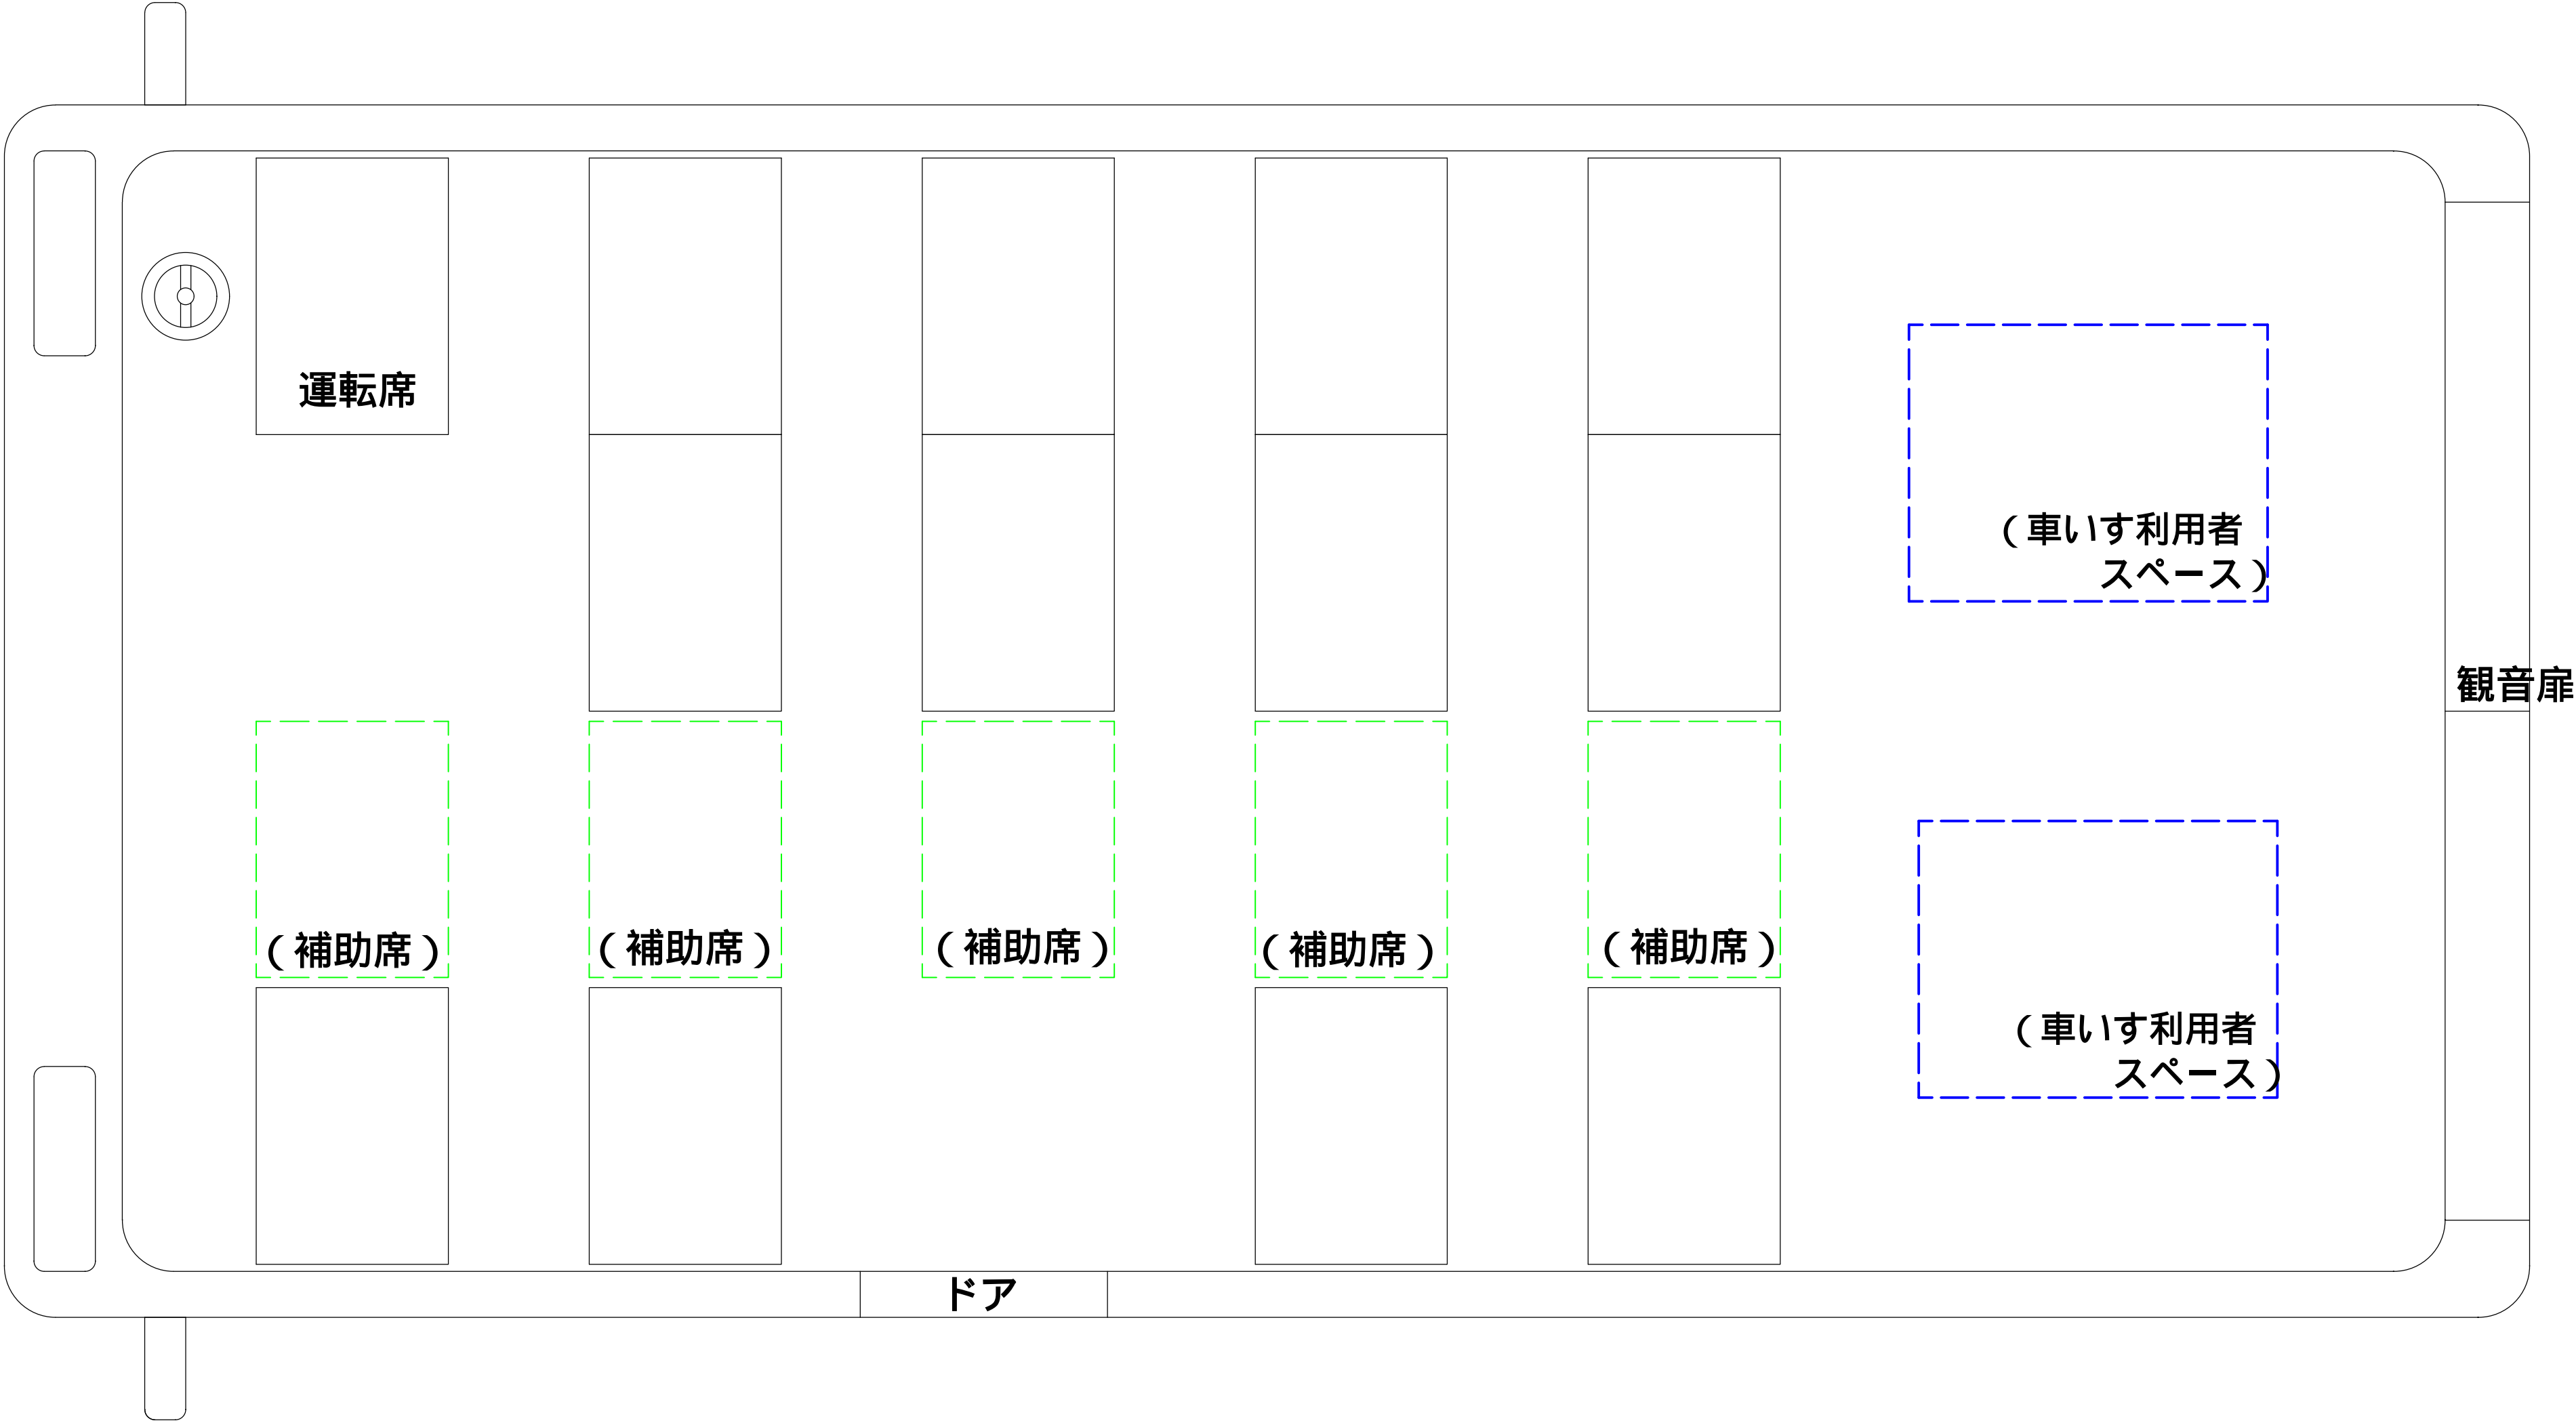 運転席
（車いす利用者
スペース）
観音扉
（補助席）
（補助席）
（補助席）
（補助席）
（補助席）
（車いす利用者
スペース）
ドア